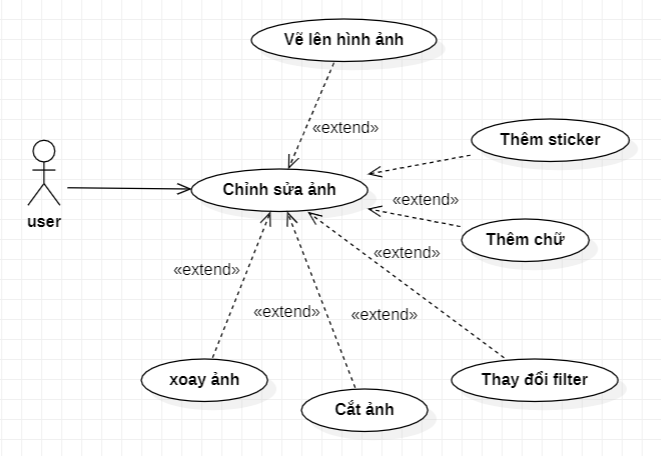 Vẽ lên hình ảnh
«extend»
Thêm sticker
Chỉnh sửa ảnh
«extend»
user
Thêm chữ
«extend»
«extend»
«extend»
«extend»
xoay ảnh
Thay đổi filter
Cắt ảnh